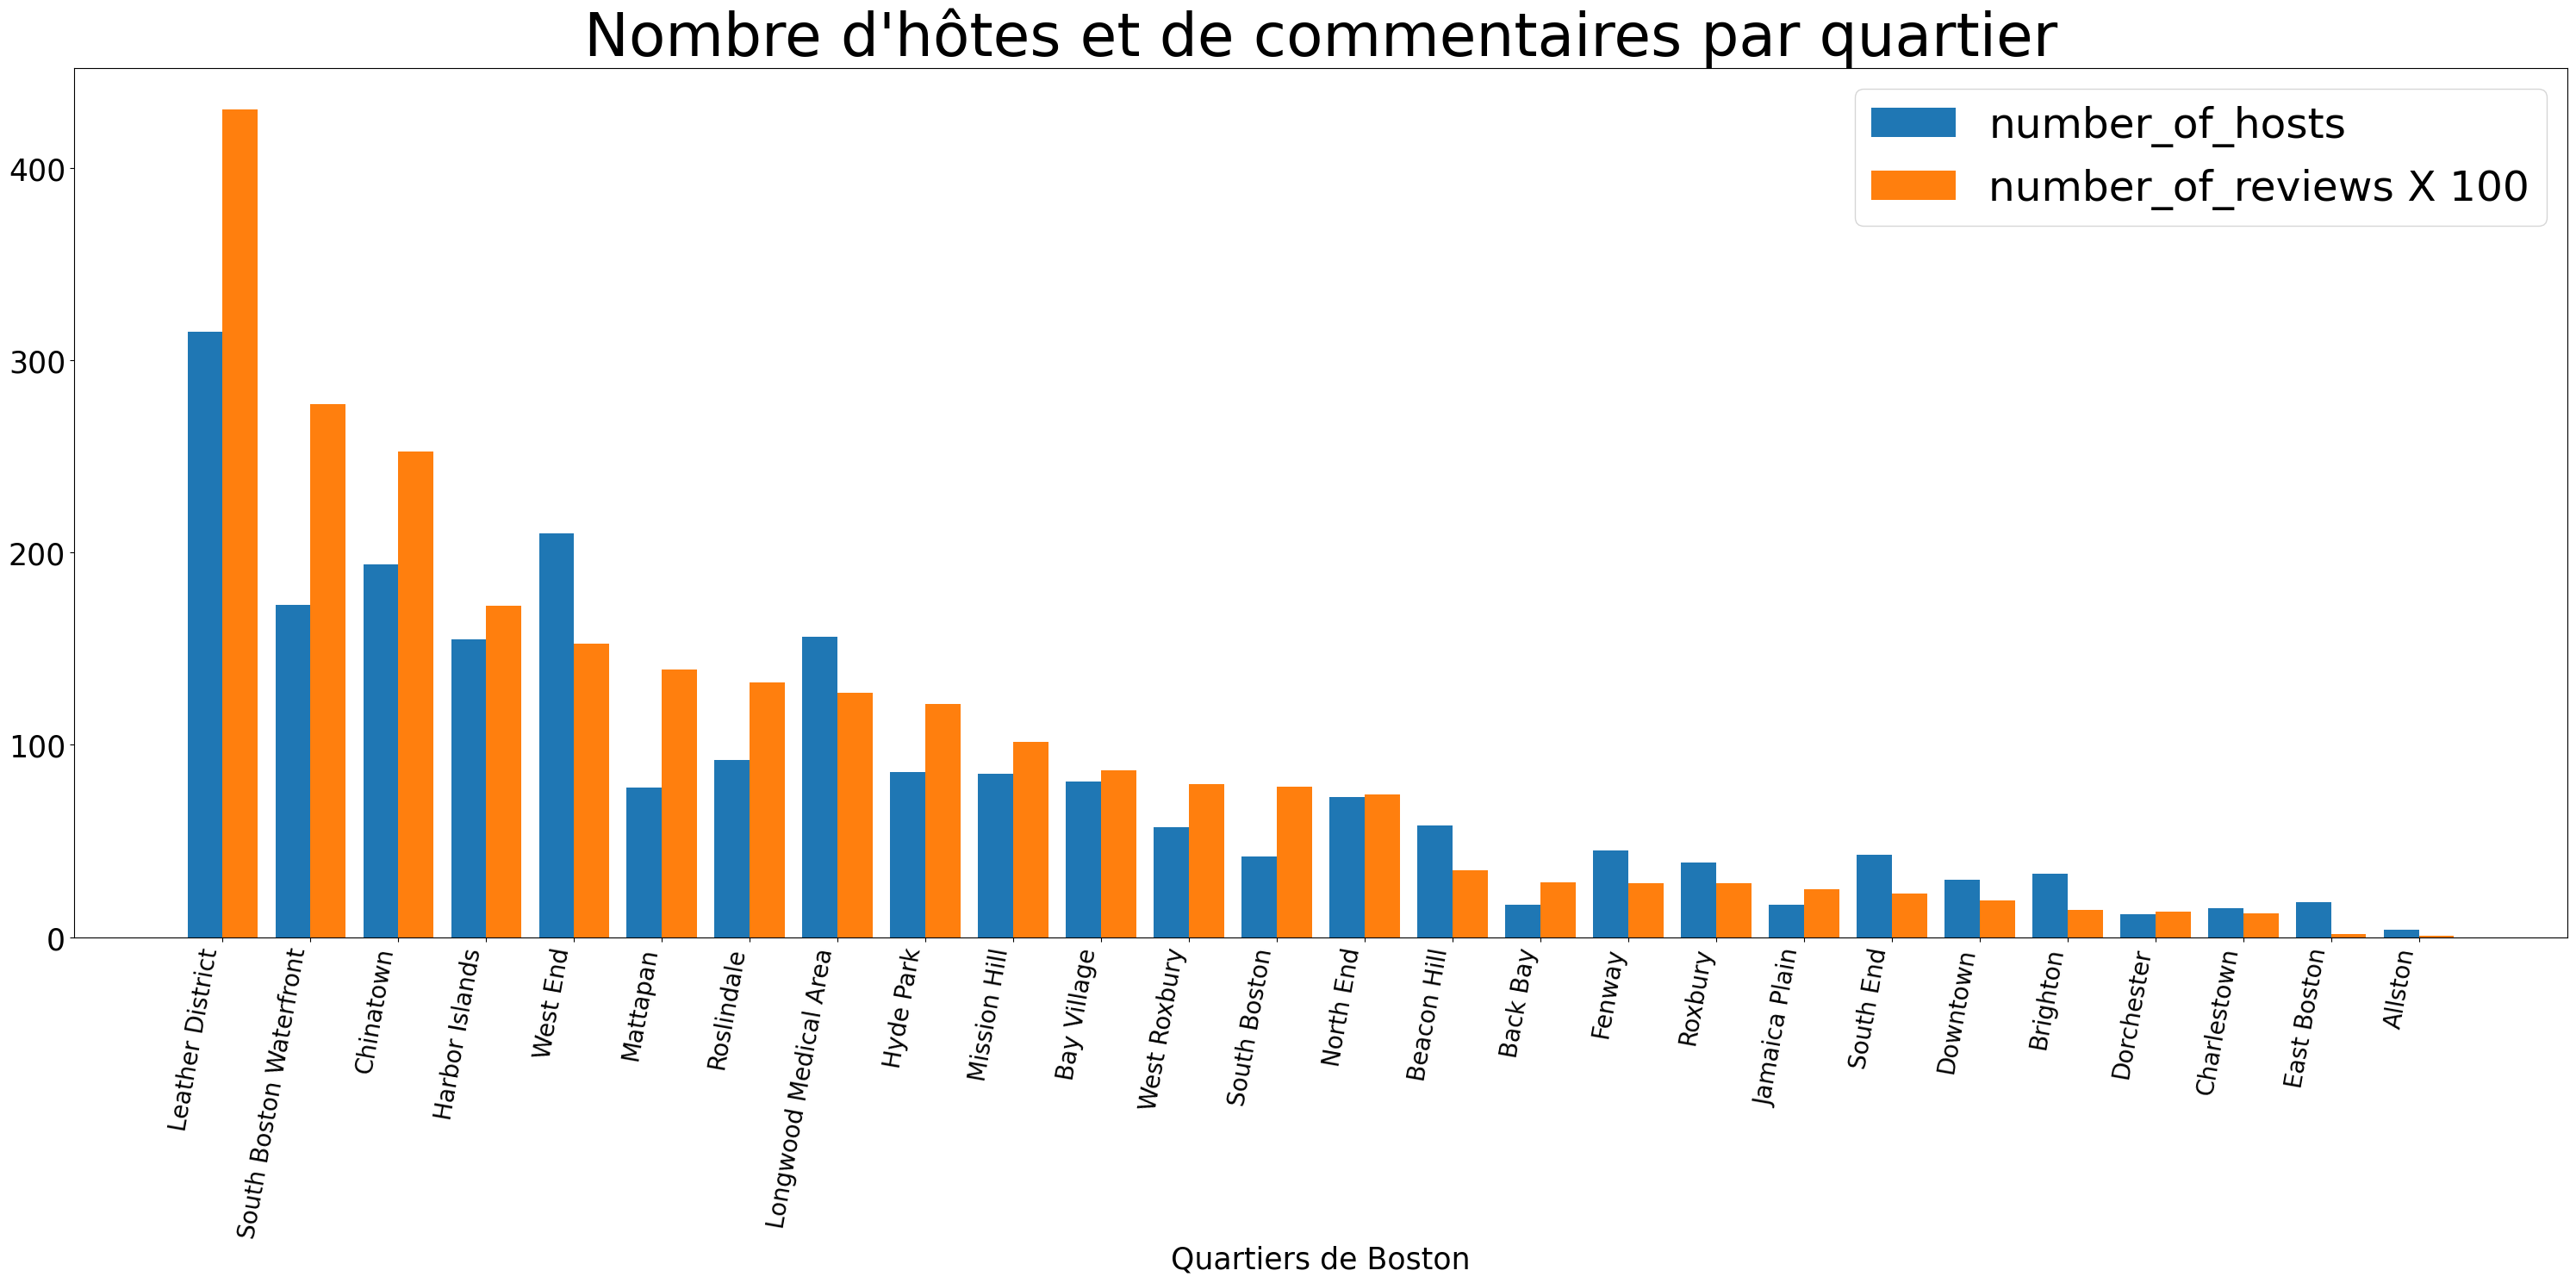 Nombre d'hôtes et de commentaires par quartier
number_of_hosts
number_of_reviews X 100
400
300
200
100
0
Leather District
South Boston Waterfront
Chinatown
Harbor Islands
West End
Mattapan
Roslindale
Longwood Medical Area
Hyde Park
Mission Hill
Bay Village
West Roxbury
South Boston
North End
Beacon Hill
Back Bay
Fenway
Roxbury
Jamaica Plain
South End
Downtown
Brighton
Dorchester
Charlestown
East Boston
Allston
Quartiers de Boston